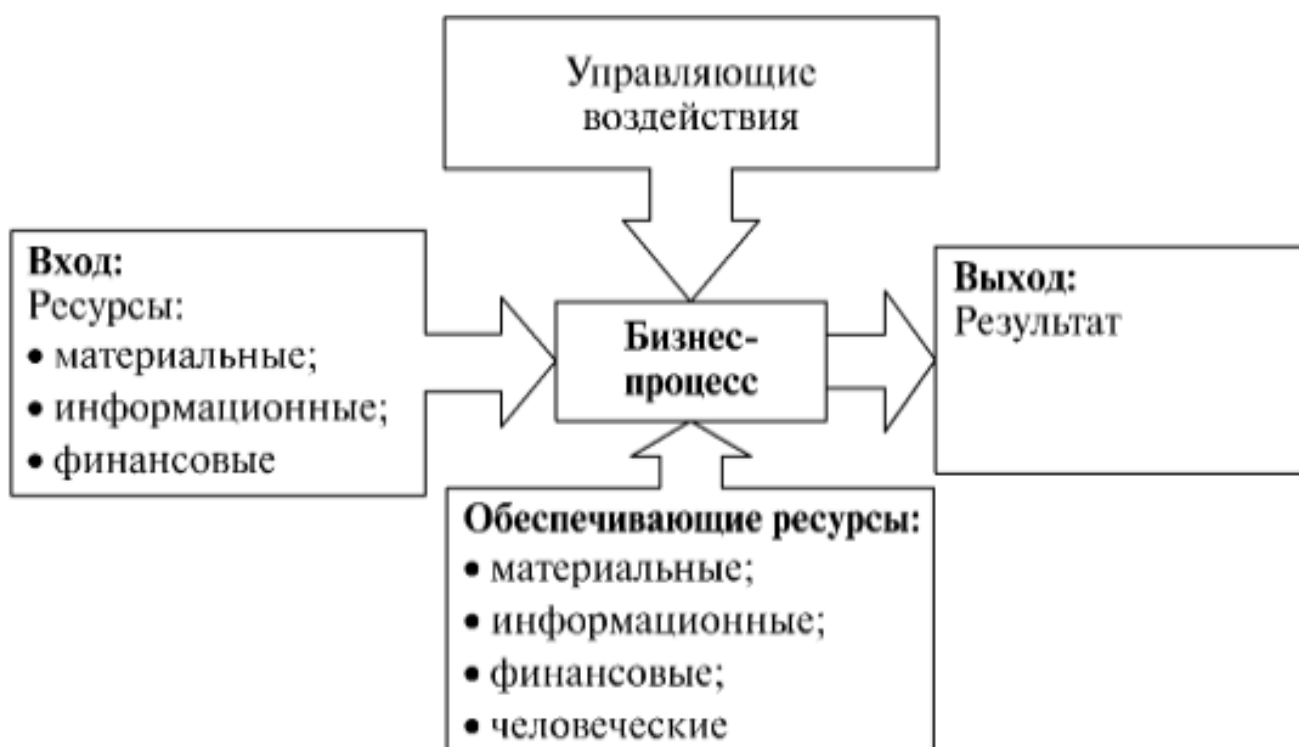 Управляющие
воздействия
Вход:
Ресурсы:
• материальные;
• информационные;
• финансовые
Бизнес-
процесс
Выход:
Результат
Обеспечивающие ресурсы:
• материальные;
• информационные;
• финансовые;
• человеческие